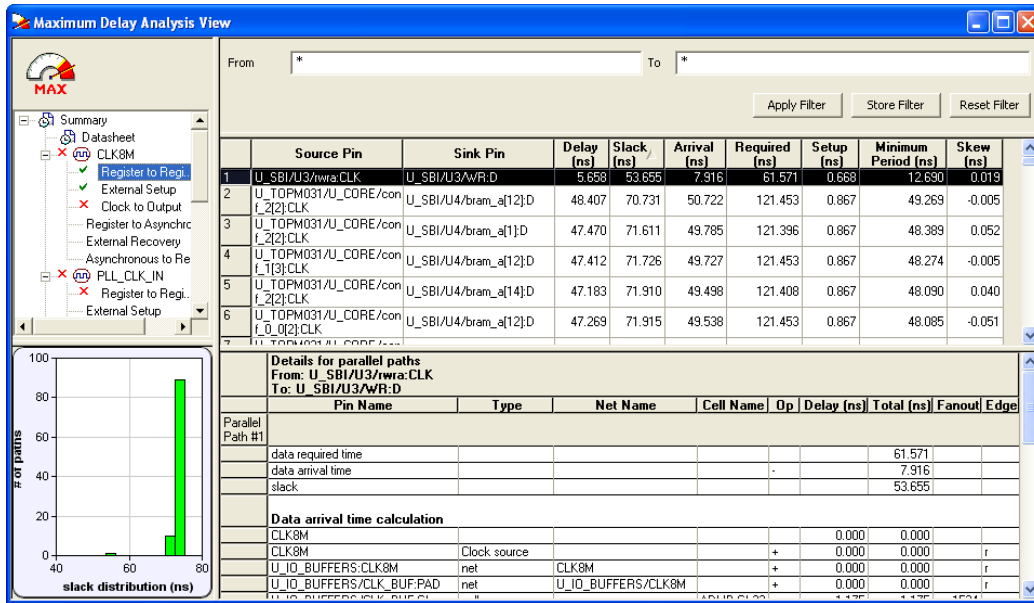 Maximum Delay Analysis View
MAX
From * To *
Apply Filter Store Filter Reset Filter
Summary
Datasheet
CLK8M
Register to Regi..
External Setup
Clock to Output
Register to Asynchro
External Recovery
Asynchronous to Re
PLL_CLK_IN
Register to Regi..
External Setup
Source Pin Sink Pin Delay (ns) Slack (ns) Arrival (ns) Required (ns) Setup (ns) Minimum Period (ns) Skew (ns)
1 U_SBI/U3/rwra:CLK U_SBI/U3/WR:D 5.658 53.655 7.916 61.571 0.668 12.690 0.019
2 U_TOPM031/U_CORE/conf_2[2]:CLK U_SBI/U4/bram_a[12]:D 48.407 70.731 50.722 121.453 0.867 49.269 -0.005
3 U_TOPM031/U_CORE/conf_2[2]:CLK U_SBI/U4/bram_a[1]:D 47.470 71.611 49.785 121.396 0.867 48.389 0.052
4 U_TOPM031/U_CORE/conf_1[3]:CLK U_SBI/U4/bram_a[12]:D 47.412 71.726 49.727 121.453 0.867 48.274 -0.005
5 U_TOPM031/U_CORE/conf_2[2]:CLK U_SBI/U4/bram_a[14]:D 47.183 71.910 49.498 121.408 0.867 48.090 0.040
6 U_TOPM031/U_CORE/conf_0_0[2]:CLK U_SBI/U4/bram_a[12]:D 47.269 71.915 49.538 121.453 0.867 48.085 -0.051
100
80
60
40
20
0
40 60 80
# of paths
slack distribution (ns)
Details for parallel paths
From: U_SBI/U3/rwra:CLK
To: U_SBI/U3/WR:D
Pin Name Type Net Name Cell Name Op Delay (ns) Total (ns) Fanout Edge
Parallel Path #1
data required time 61.571
data arrival time - 7.916
slack 53.655
Data arrival time calculation
CLK8M 0.000 0.000
CLK8M Clock source + 0.000 0.000 r
U_IO_BUFFERS:CLK8M net CLK8M + 0.000 0.000 r
U_IO_BUFFERS/CLK_BUF:PAD net U_IO_BUFFERS/CLK8M + 0.000 0.000 r